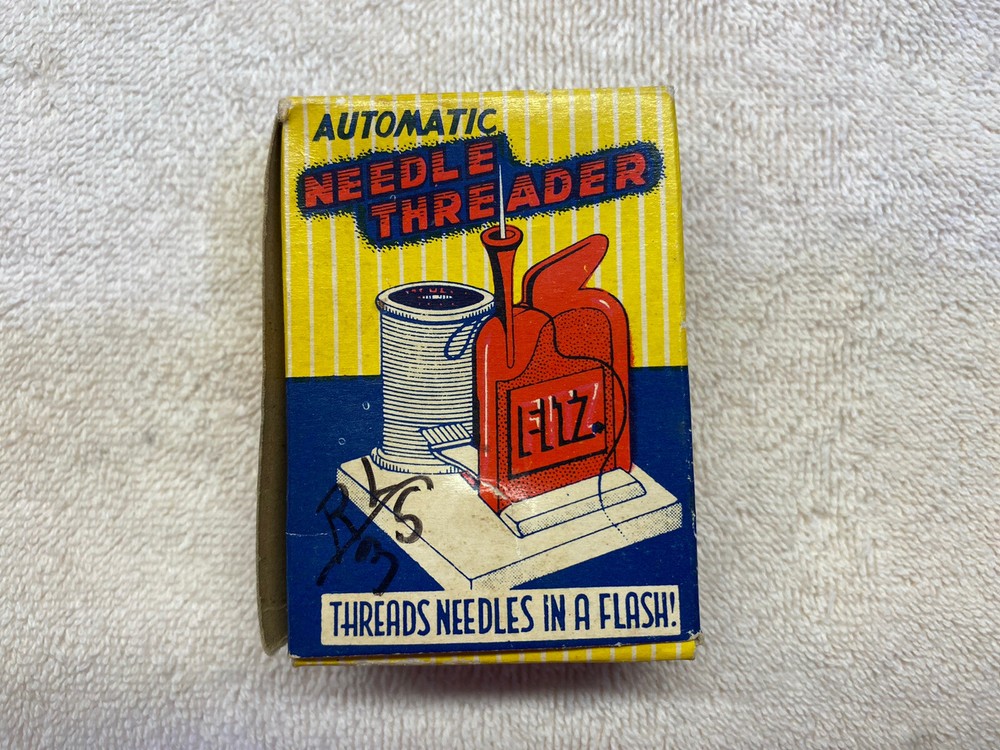 AUTOMATIC
NEEDLE
THREADER
FITZ
THREADS NEEDLES IN A FLASH!